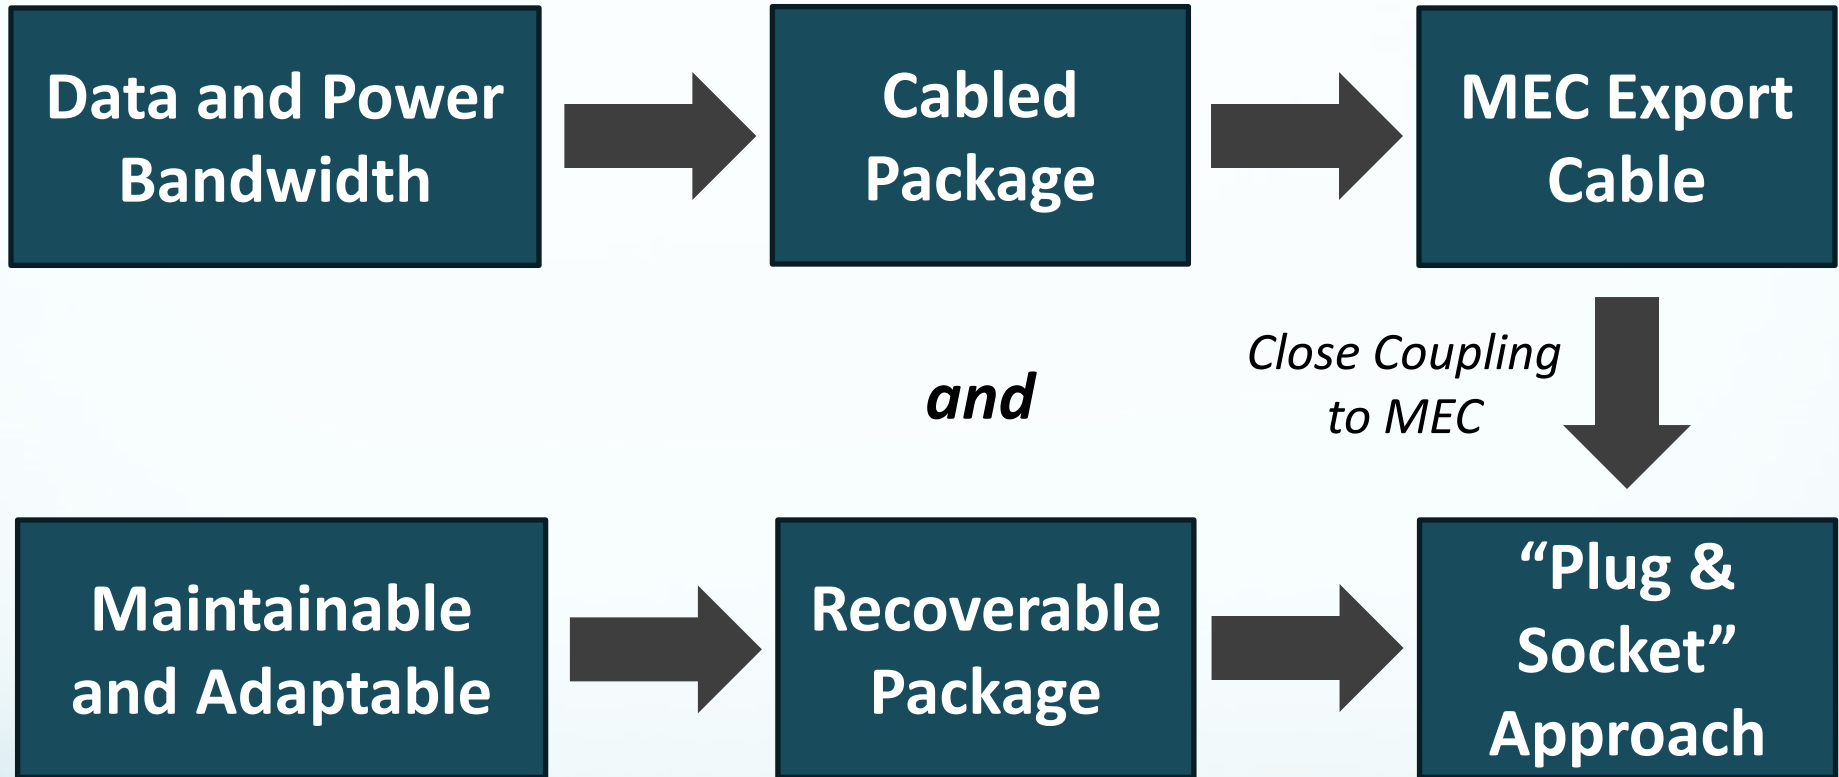 Data and Power
Bandwidth
Cabled
Package
MEC Export
Cable
and
Close Coupling
to MEC
Maintainable
and Adaptable
Recoverable
Package
“Plug &
Socket”
Approach